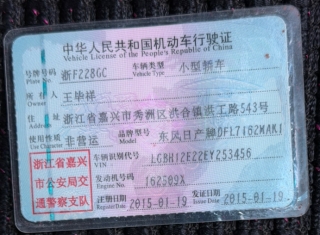 中华人民共和国机动车行驶证
Vehicle License of the People's Republic of China
号牌号码 Plate No. 浙F228GC 车辆类型 Vehicle Type 小型轿车
所有人 Owner 王毕祥
住址 Address 浙江省嘉兴市秀洲区洪合镇洪工路543号
使用性质 Use Character 非营运 品牌型号 Model 东风日产牌DFL7162MAK1
浙江省嘉兴市公安局交通警察支队
车辆识别代号 VIN LGBH12E22EY253456
发动机号码 Engine No. 162509X
注册日期 Register Date 2015-01-19 发证日期 Issue Date 2015-01-19